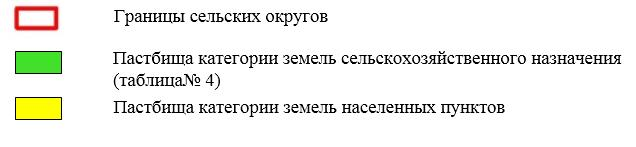 Границы сельских округов
Пастбища категории земель сельскохозяйственного назначения
(таблица№ 4)
Пастбища категории земель населенных пунктов